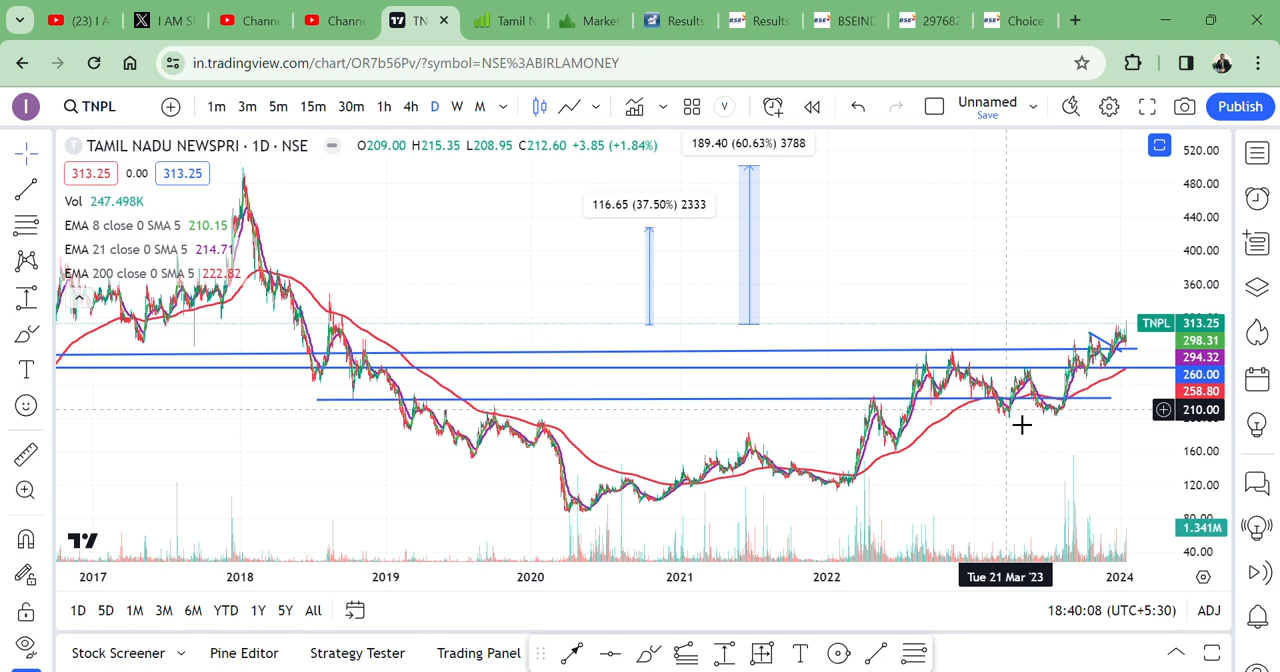 (23) I A
I AM S
Chann
Chann
TN
Tamil N
Market
Results
Results
BSEIND
297682
Choice
in.tradingview.com/chart/OR7b56Pv/?symbol=NSE%3ABIRLAMONEY
I
TNPL
1m 3m 5m 15m 30m 1h 4h D W M
V
Unnamed
Save
Publish
TAMIL NADU NEWSPRI · 1D · NSE
O209.00 H215.35 L208.95 C212.60 +3.85 (+1.84%)
313.25 0.00 313.25
Vol 247.498K
EMA 8 close 0 SMA 5 210.15
EMA 21 close 0 SMA 5 214.71
EMA 200 close 0 SMA 5 222.82
189.40 (60.63%) 3788
116.65 (37.50%) 2333
520.00
480.00
440.00
400.00
360.00
TNPL 313.25
298.31
294.32
260.00
258.80
210.00
160.00
120.00
80.00
1.341M
40.00
2017 2018 2019 2020 2021 2022 Tue 21 Mar '23 2024
1D 5D 1M 3M 6M YTD 1Y 5Y All
18:40:08 (UTC+5:30) ADJ
Stock Screener Pine Editor Strategy Tester Trading Panel